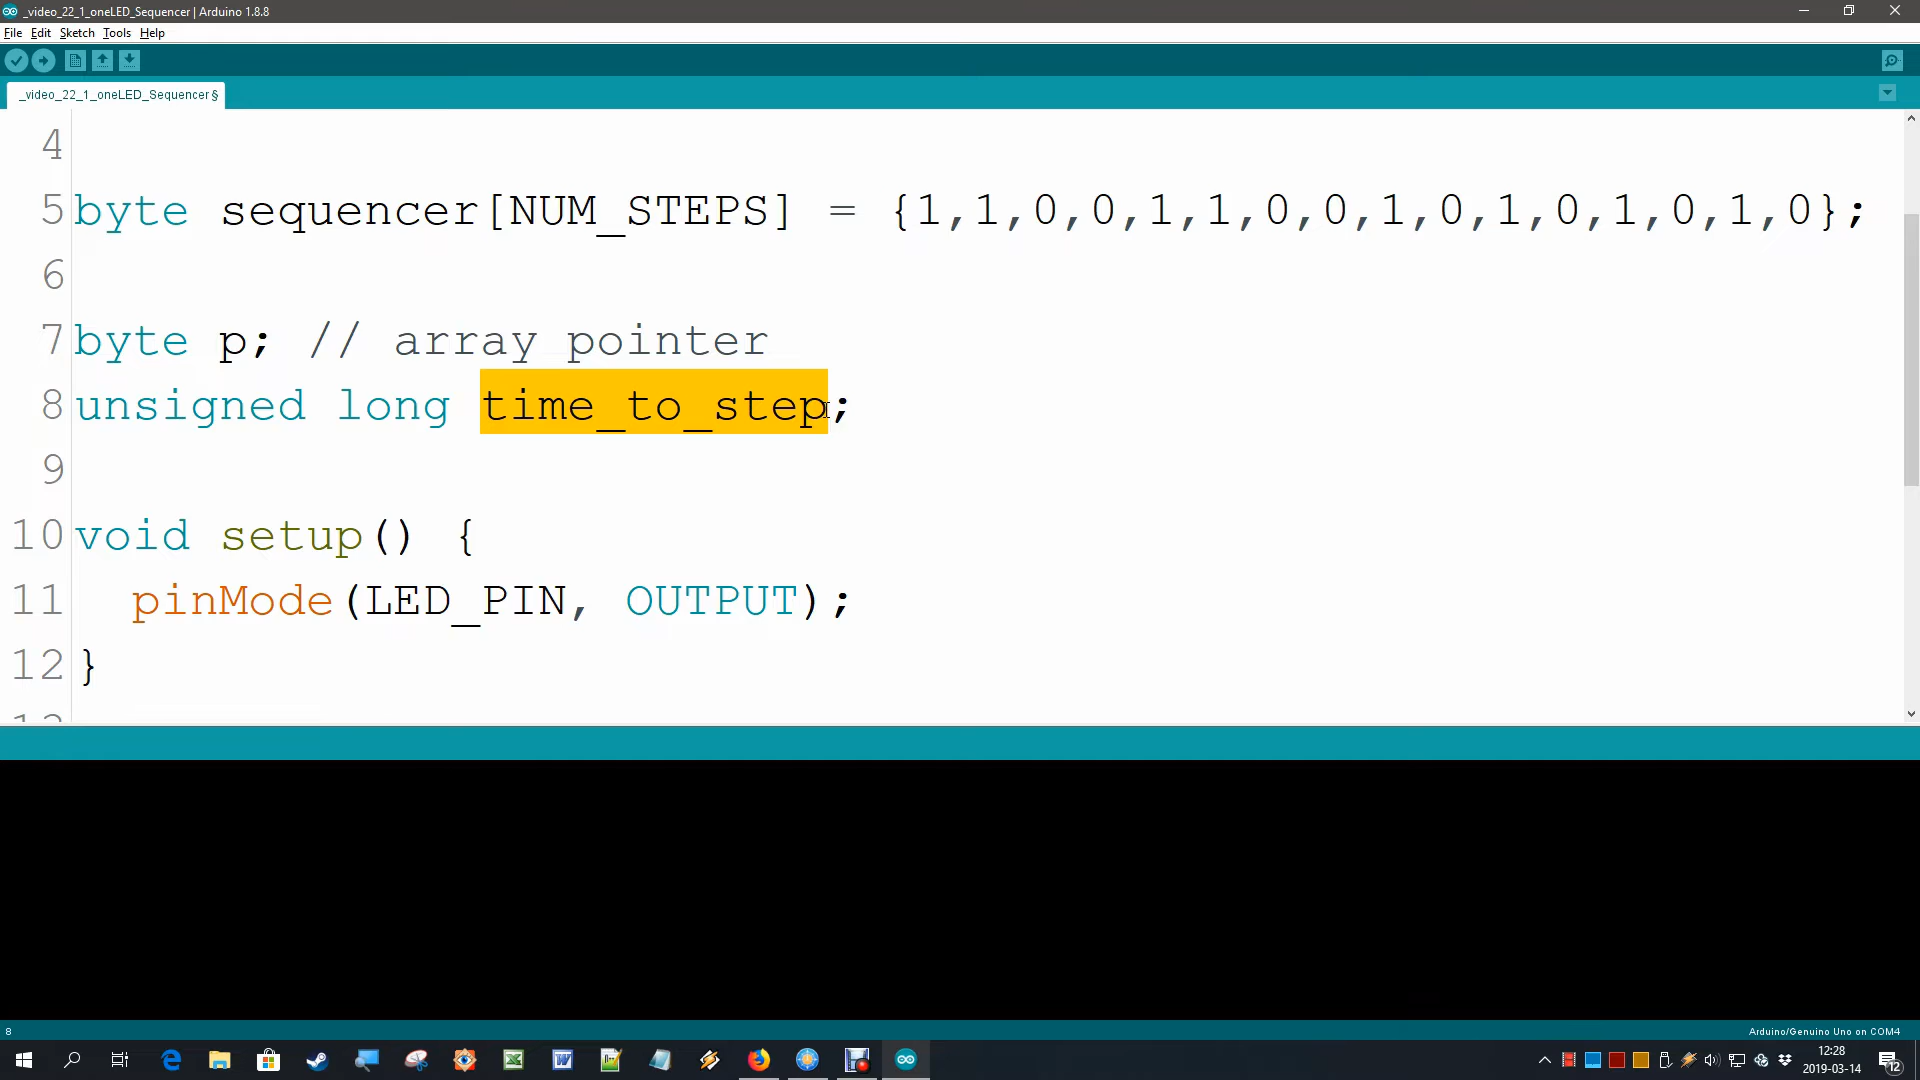 _video_22_1_oneLED_Sequencer | Arduino 1.8.8
File Edit Sketch Tools Help
_video_22_1_oneLED_Sequencer §
4
5 byte sequencer[NUM_STEPS] = {1,1,0,0,1,1,0,0,1,0,1,0,1,0,1,0};
6
7 byte p; // array pointer
8 unsigned long time_to_step;
9
10 void setup() {
11 pinMode(LED_PIN, OUTPUT);
12 }
8
Arduino/Genuino Uno on COM4
12:28
2019-03-14
12